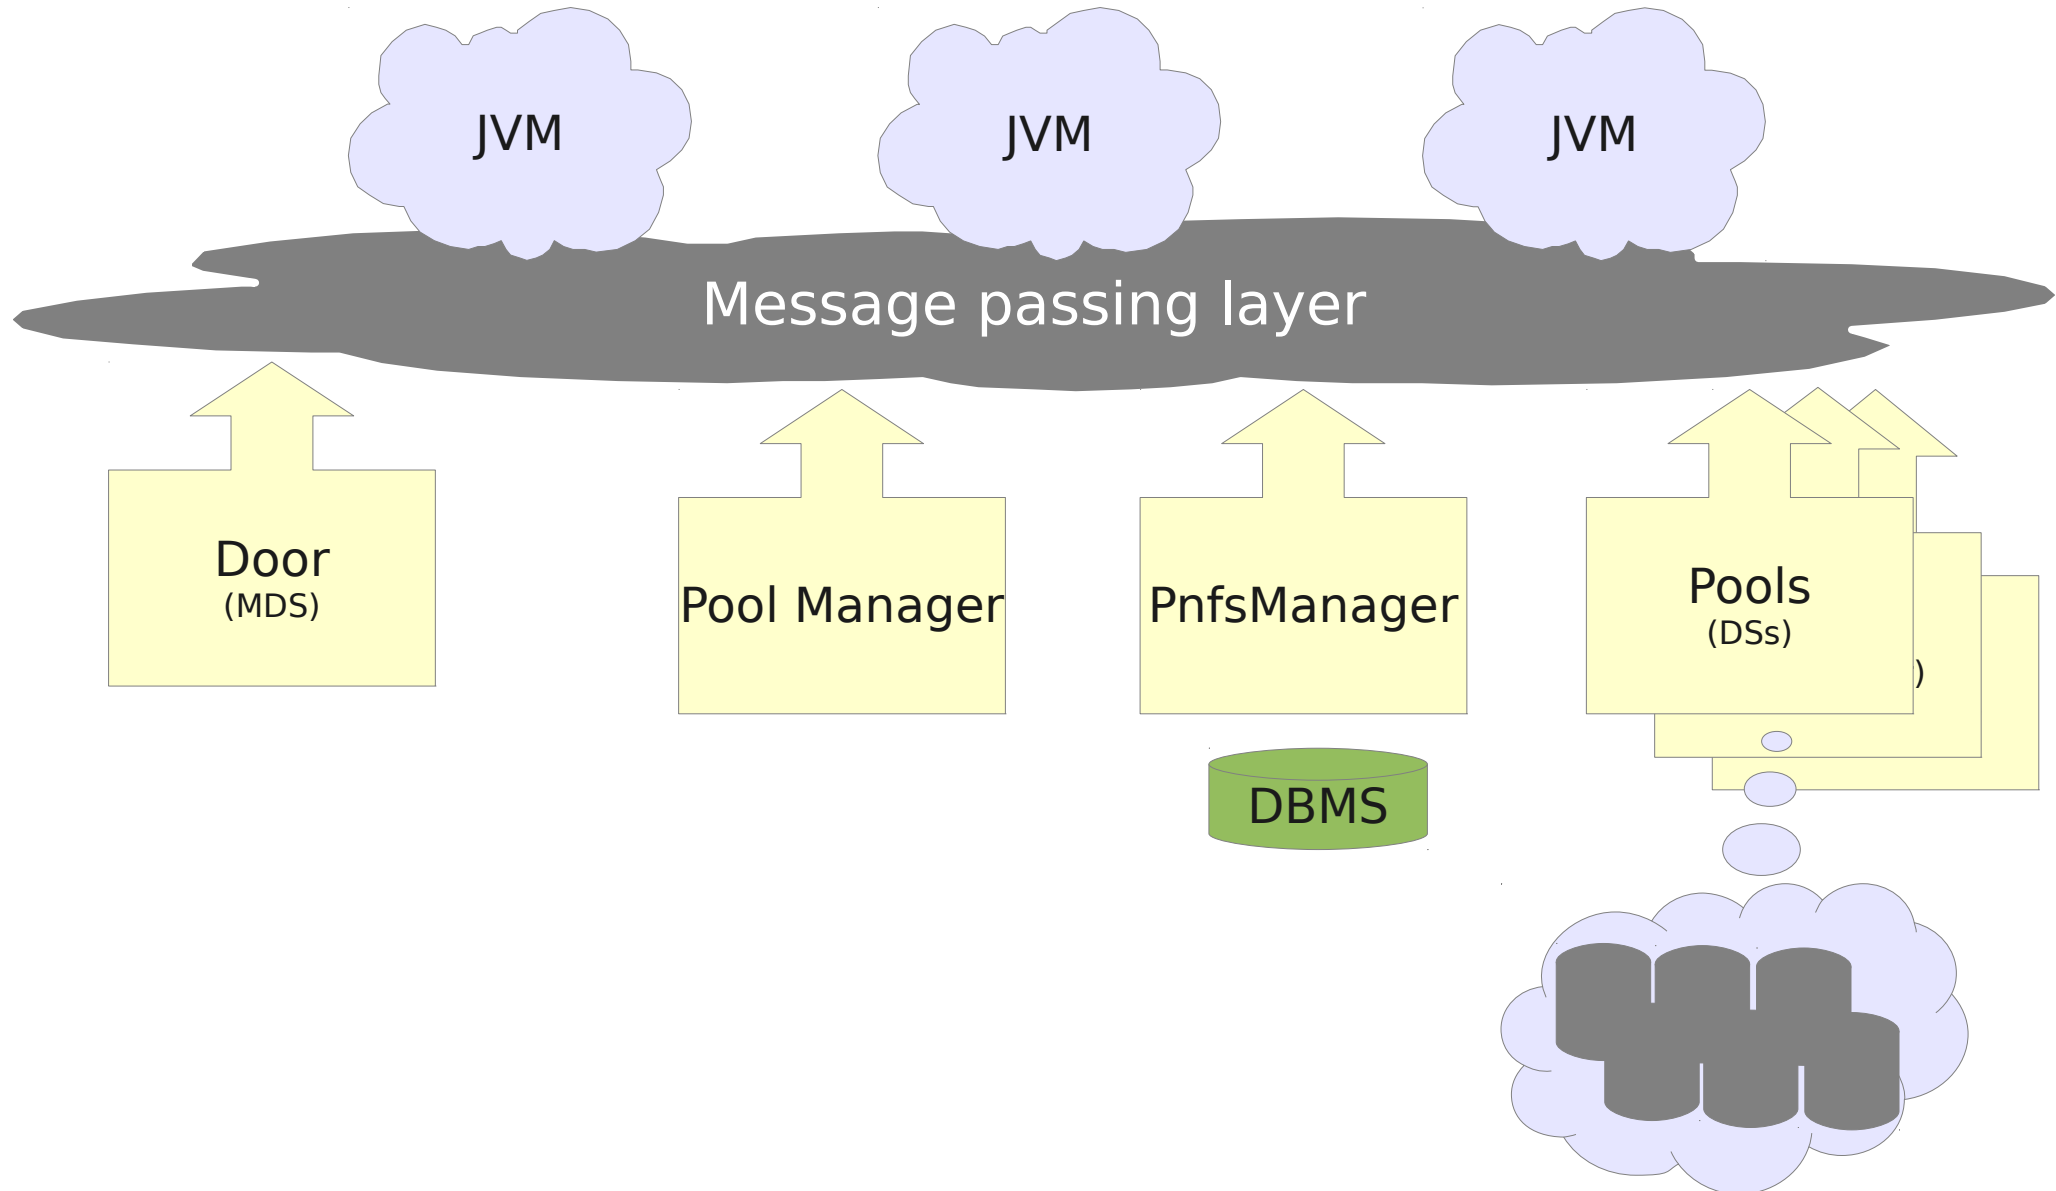 JVM
JVM
JVM
Message passing layer
Door
(MDS)
Pool Manager
PnfsManager
Pools
(DSs)
)
DBMS